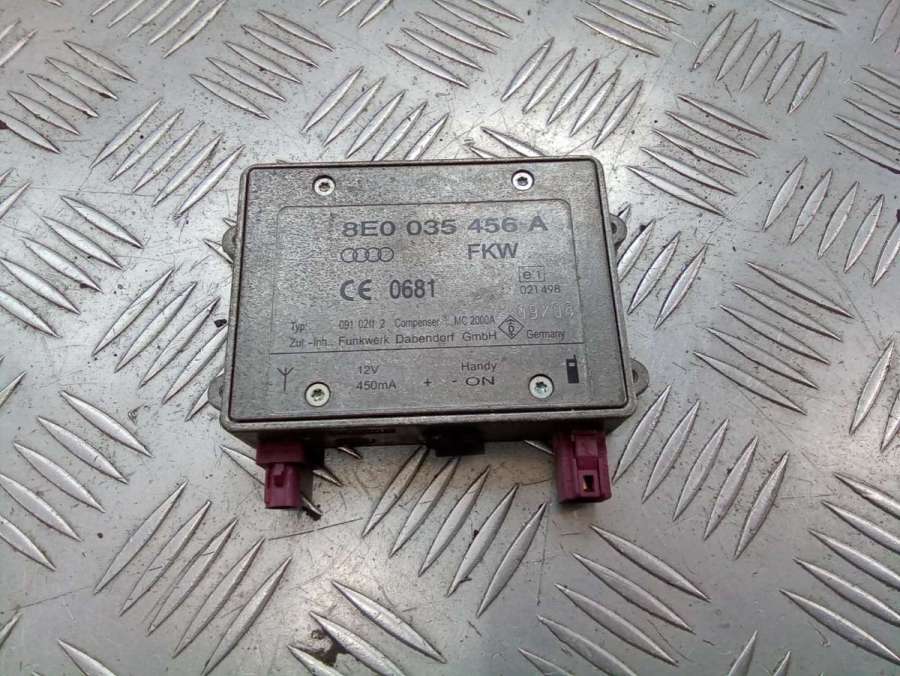 8E0 035 456 A
FKW
CE 0681
e1
021498
Typ: 091 02II 2 Compenser MC 2000A
Zul.-Inh.: Funkwerk Dabendorf GmbH D Germany
12V Handy
450mA + - ON